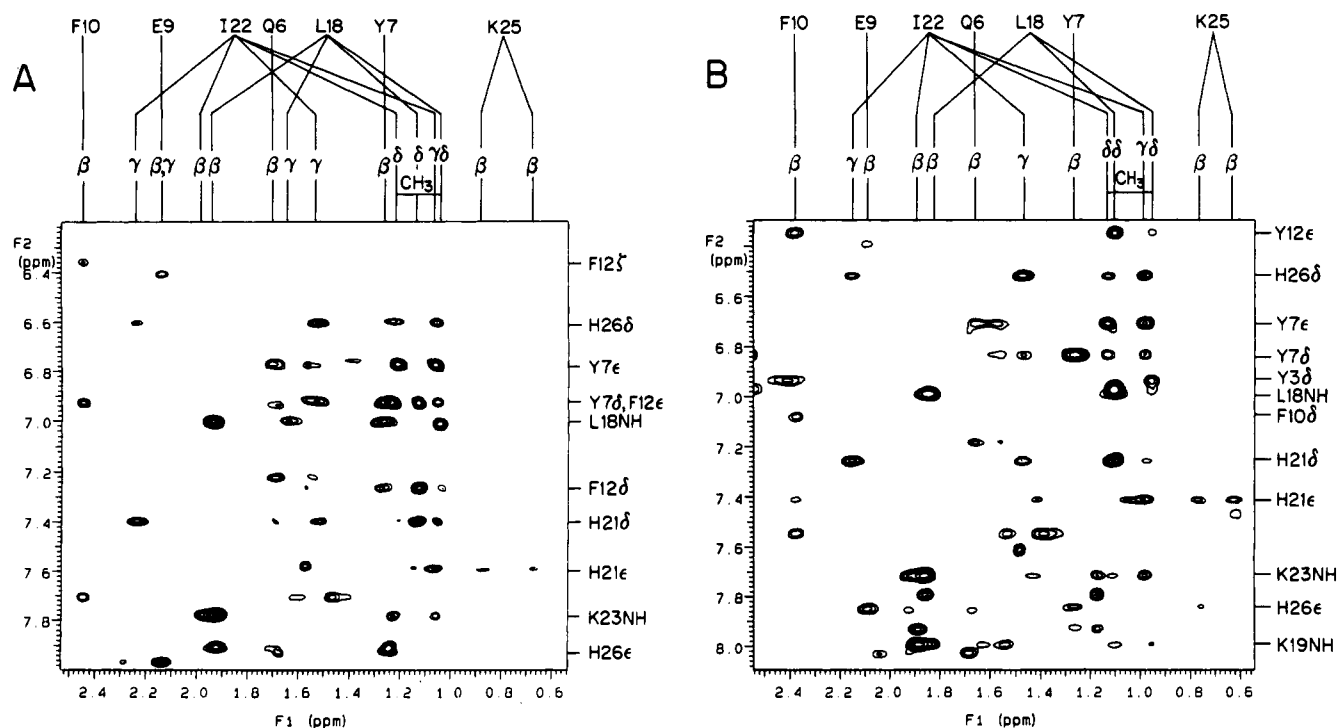 A
F10 E9 I22 Q6 L18 Y7 K25
β γ β,γ β β β γ γ β δ δ γ δ β β
CH₃
F2
(ppm)
6.4
6.6
6.8
7.0
7.2
7.4
7.6
7.8
F12ζ
H26δ
Y7ε
Y7δ,F12ε
L18NH
F12δ
H21δ
H21ε
K23NH
H26ε
2.4 2.2 2.0 1.8 1.6 1.4 1.2 1.0 0.8 0.6
F1 (ppm)
B
F10 E9 I22 Q6 L18 Y7 K25
β γ β β β β γ β δ δ γ δ β β
CH₃
F2
(ppm)
6.4
6.6
6.8
7.0
7.2
7.4
7.6
7.8
8.0
Y12ε
H26δ
Y7ε
Y7δ
Y3δ
L18NH
F10δ
H21δ
H21ε
K23NH
H26ε
K19NH
2.4 2.2 2.0 1.8 1.6 1.4 1.2 1.0 0.8 0.6
F1 (ppm)